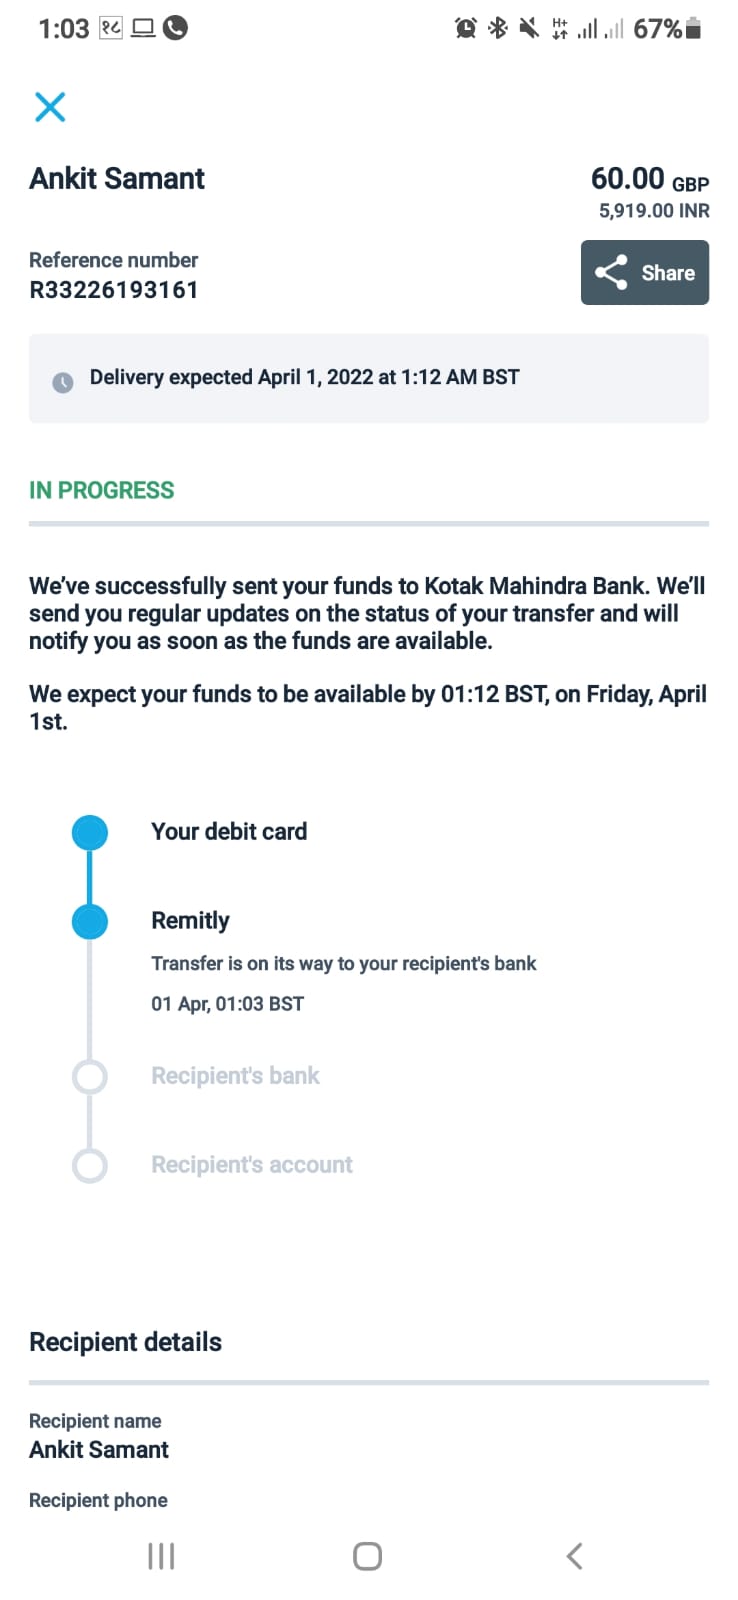 1:03
67%
Ankit Samant
60.00 GBP
5,919.00 INR
Reference number
R33226193161
Share
Delivery expected April 1, 2022 at 1:12 AM BST
IN PROGRESS
We've successfully sent your funds to Kotak Mahindra Bank. We'll
send you regular updates on the status of your transfer and will
notify you as soon as the funds are available.
We expect your funds to be available by 01:12 BST, on Friday, April
1st.
Your debit card
Remitly
Transfer is on its way to your recipient's bank
01 Apr, 01:03 BST
Recipient's bank
Recipient's account
Recipient details
Recipient name
Ankit Samant
Recipient phone